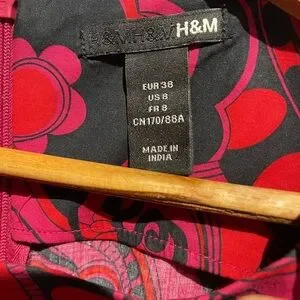 H&M H&M H&M
EUR 38
US 8
FR 8
CN170/88A
MADE IN
INDIA